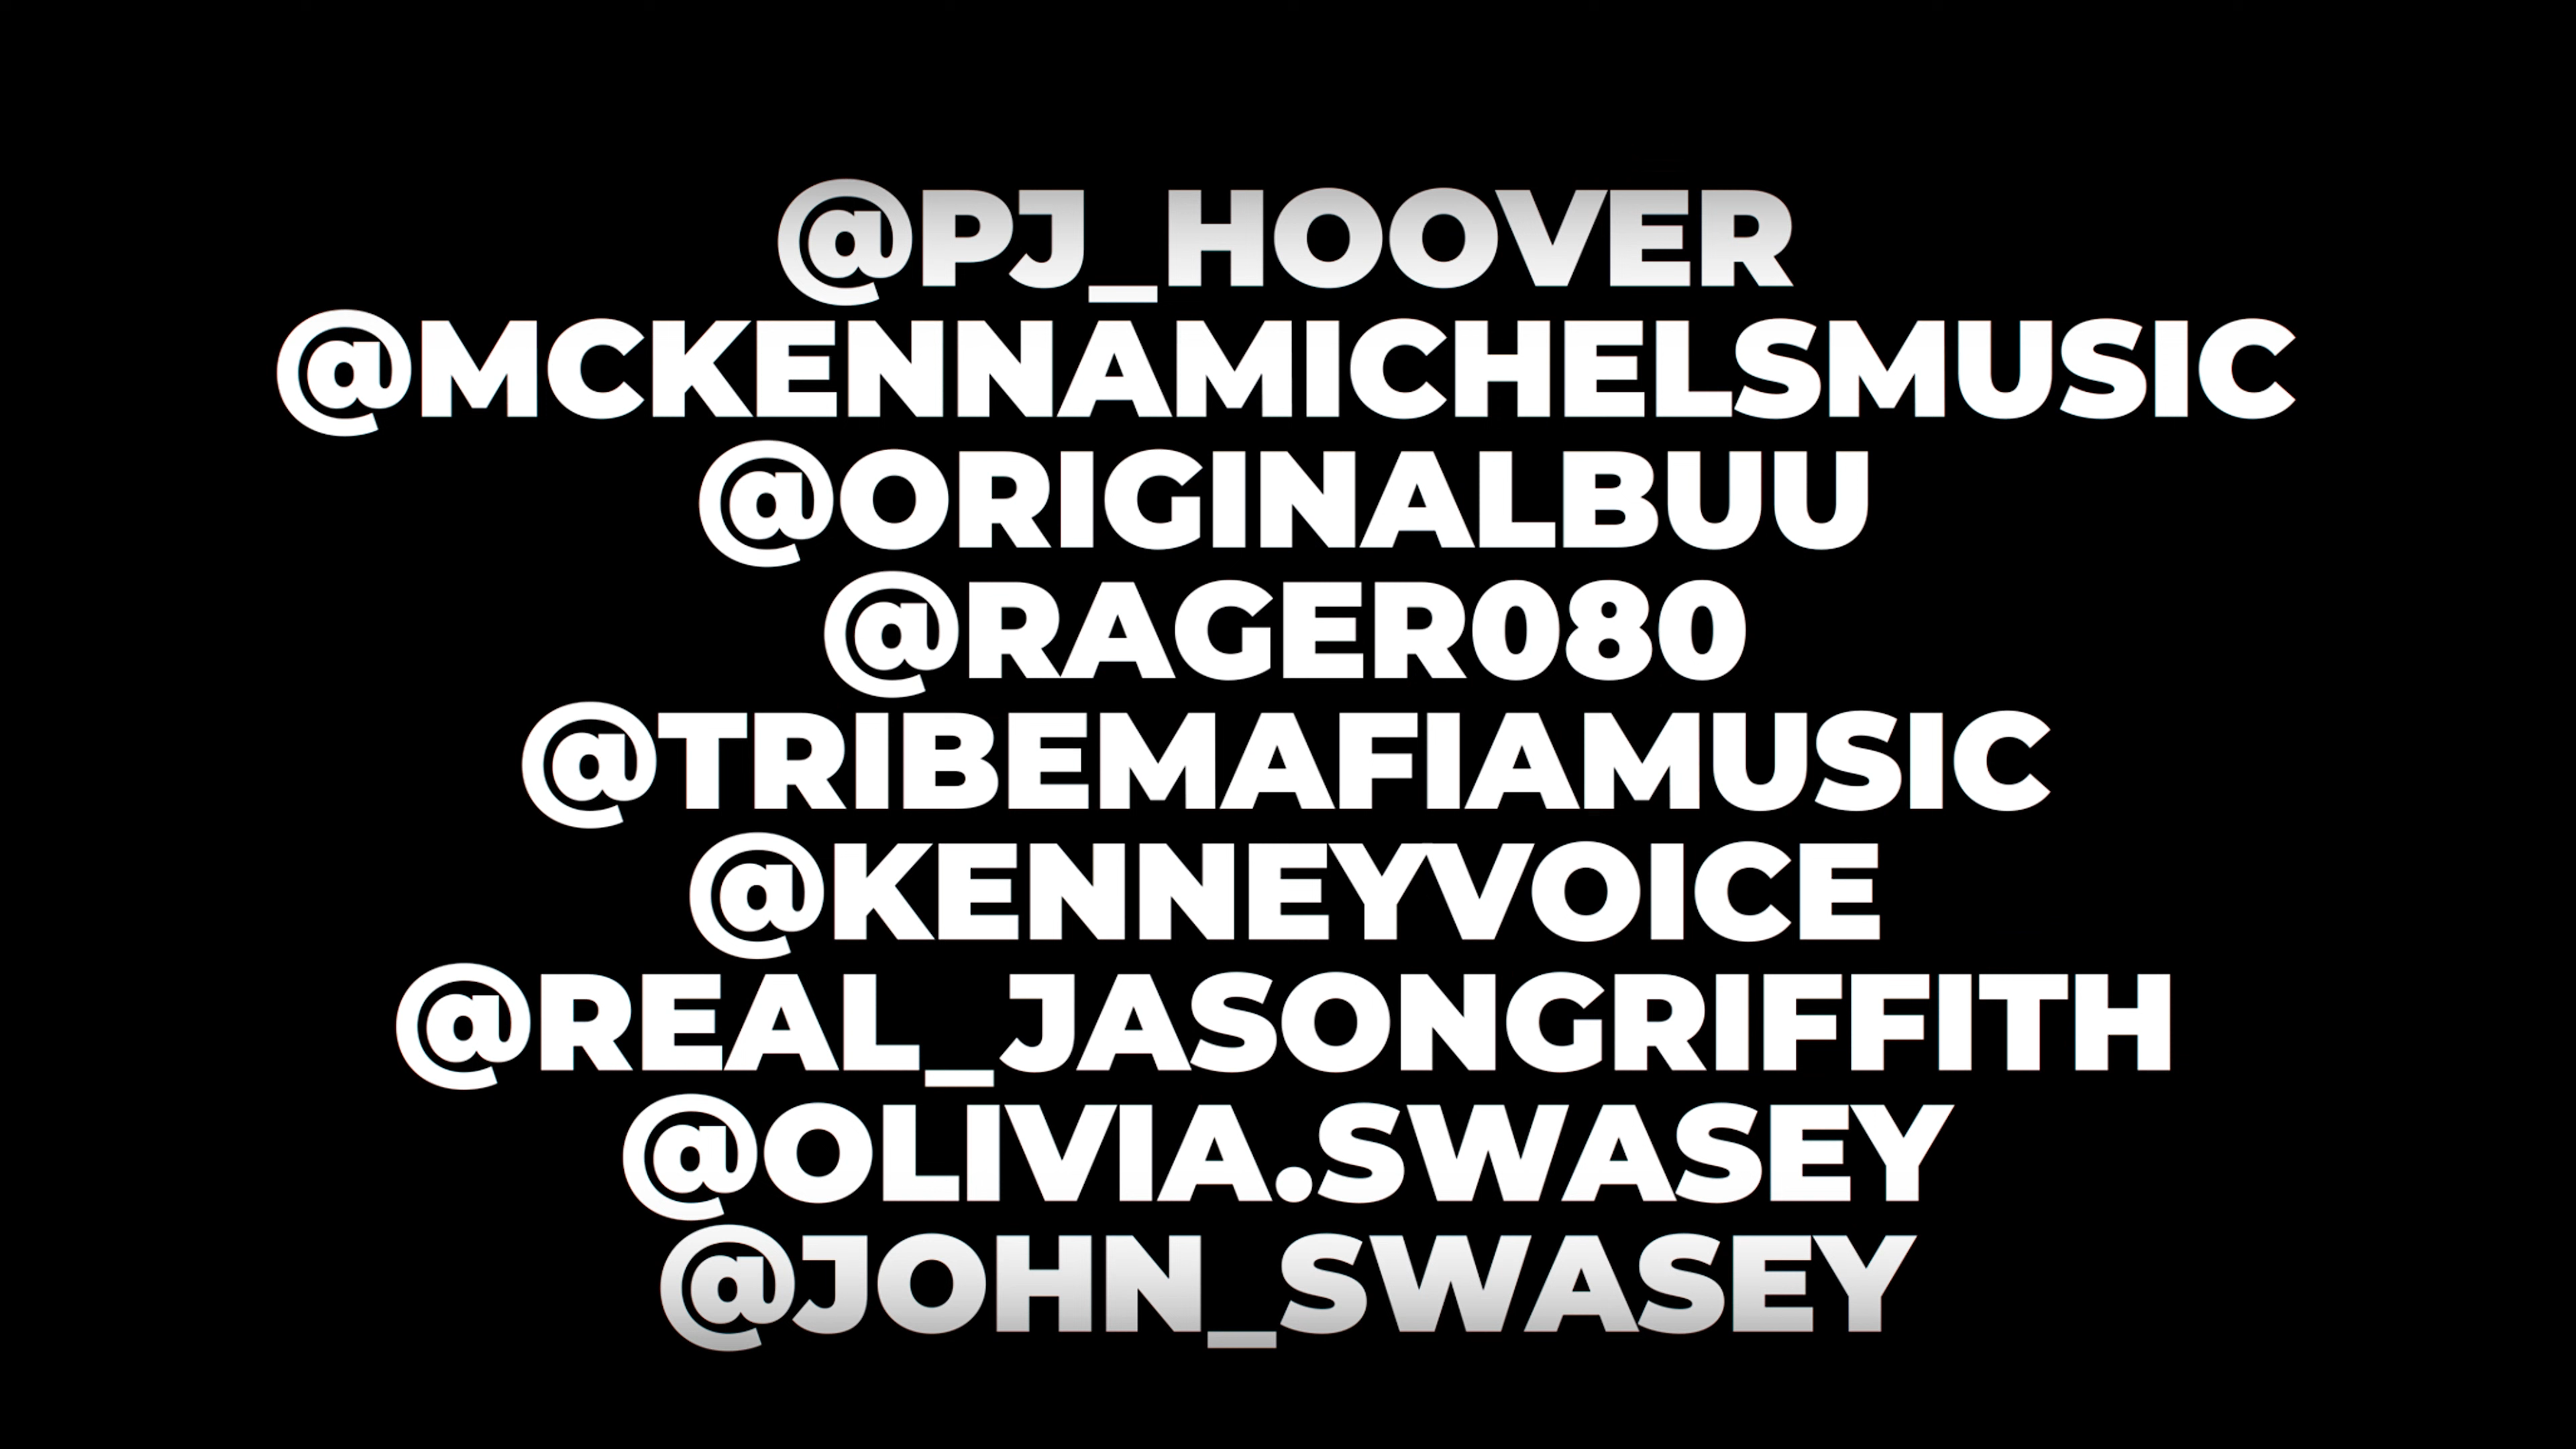 @PJ_HOOVER
@MCKENNAMICHELSMUSIC
@ORIGINALBUU
@RAGER080
@TRIBEMAFIAMUSIC
@KENNEYVOICE
@REAL_JASONGRIFFITH
@OLIVIA.SWASEY
@JOHN_SWASEY